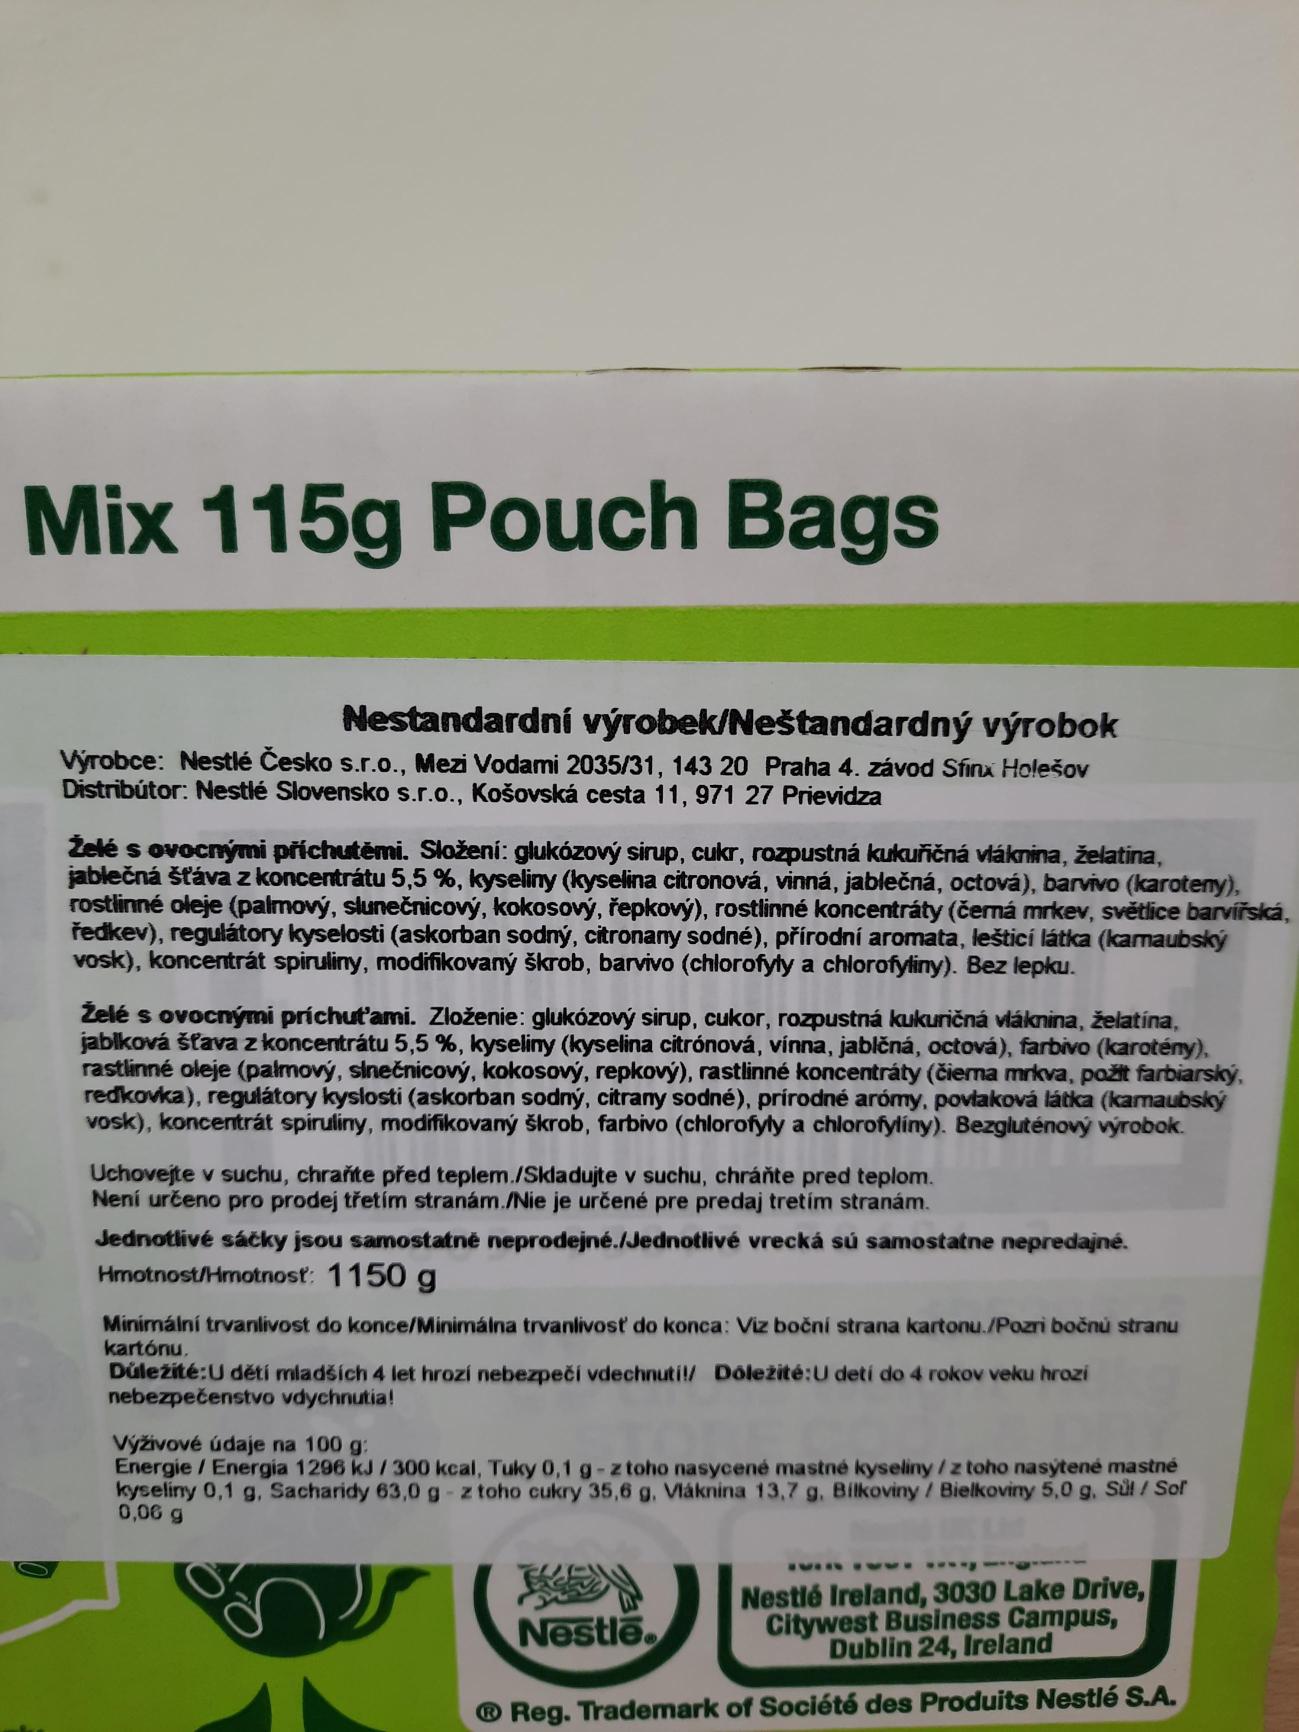 Mix 115g Pouch Bags
Nestandardní výrobek/Neštandardný výrobok
Výrobce: Nestlé Česko s.r.o., Mezi Vodami 2035/31, 143 20 Praha 4. závod Sfinx Holešov
Distribútor: Nestlé Slovensko s.r.o., Košovská cesta 11, 971 27 Prievidza
Želé s ovocnými příchutěmi. Složení: glukózový sirup, cukr, rozpustná kukuřičná vláknina, želatina,
jablečná šťáva z koncentrátu 5,5 %, kyseliny (kyselina citronová, vinná, jablečná, octová), barvivo (karoteny),
rostlinné oleje (palmový, slunečnicový, kokosový, řepkový), rostlinné koncentráty (černá mrkev, světlice barvířská,
ředkev), regulátory kyselosti (askorban sodný, citronany sodné), přírodní aromata, lešticí látka (karnaubský
vosk), koncentrát spiruliny, modifikovaný škrob, barvivo (chlorofyly a chlorofyliny). Bez lepku.
Želé s ovocnými príchuťami. Zloženie: glukózový sirup, cukor, rozpustná kukuričná vláknina, želatína,
jablková šťava z koncentrátu 5,5 %, kyseliny (kyselina citrónová, vínna, jablčná, octová), farbivo (karotény),
rastlinné oleje (palmový, slnečnicový, kokosový, repkový), rastlinné koncentráty (čierna mrkva, požlt farbiarský,
reďkovka), regulátory kyslosti (askorban sodný, citrany sodné), prírodné arómy, povlaková látka (karnaubský
vosk), koncentrát spiruliny, modifikovaný škrob, farbivo (chlorofyly a chlorofylíny). Bezgluténový výrobok.
Uchovejte v suchu, chraňte před teplem./Skladujte v suchu, chráňte pred teplom.
Není určeno pro prodej třetím stranám./Nie je určené pre predaj tretím stranám.
Jednotlivé sáčky jsou samostatně neprodejné./Jednotlivé vrecká sú samostatne nepredajné.
Hmotnost/Hmotnosť: 1150 g
Minimální trvanlivost do konce/Minimálna trvanlivosť do konca: Viz boční strana kartonu./Pozri bočnú stranu
kartónu.
Důležité:U dětí mladších 4 let hrozí nebezpečí vdechnutí!/ Dôležité:U detí do 4 rokov veku hrozí
nebezpečenstvo vdychnutia!
Výživové údaje na 100 g:
Energie / Energia 1296 kJ / 300 kcal, Tuky 0,1 g - z toho nasycené mastné kyseliny / z toho nasýtené mastné
kyseliny 0,1 g, Sacharidy 63,0 g - z toho cukry 35,6 g, Vláknina 13,7 g, Bílkoviny / Bielkoviny 5,0 g, Sůl / Soľ
0,06 g
Nestlé®
Nestlé Ireland, 3030 Lake Drive,
Citywest Business Campus,
Dublin 24, Ireland
® Reg. Trademark of Société des Produits Nestlé S.A.